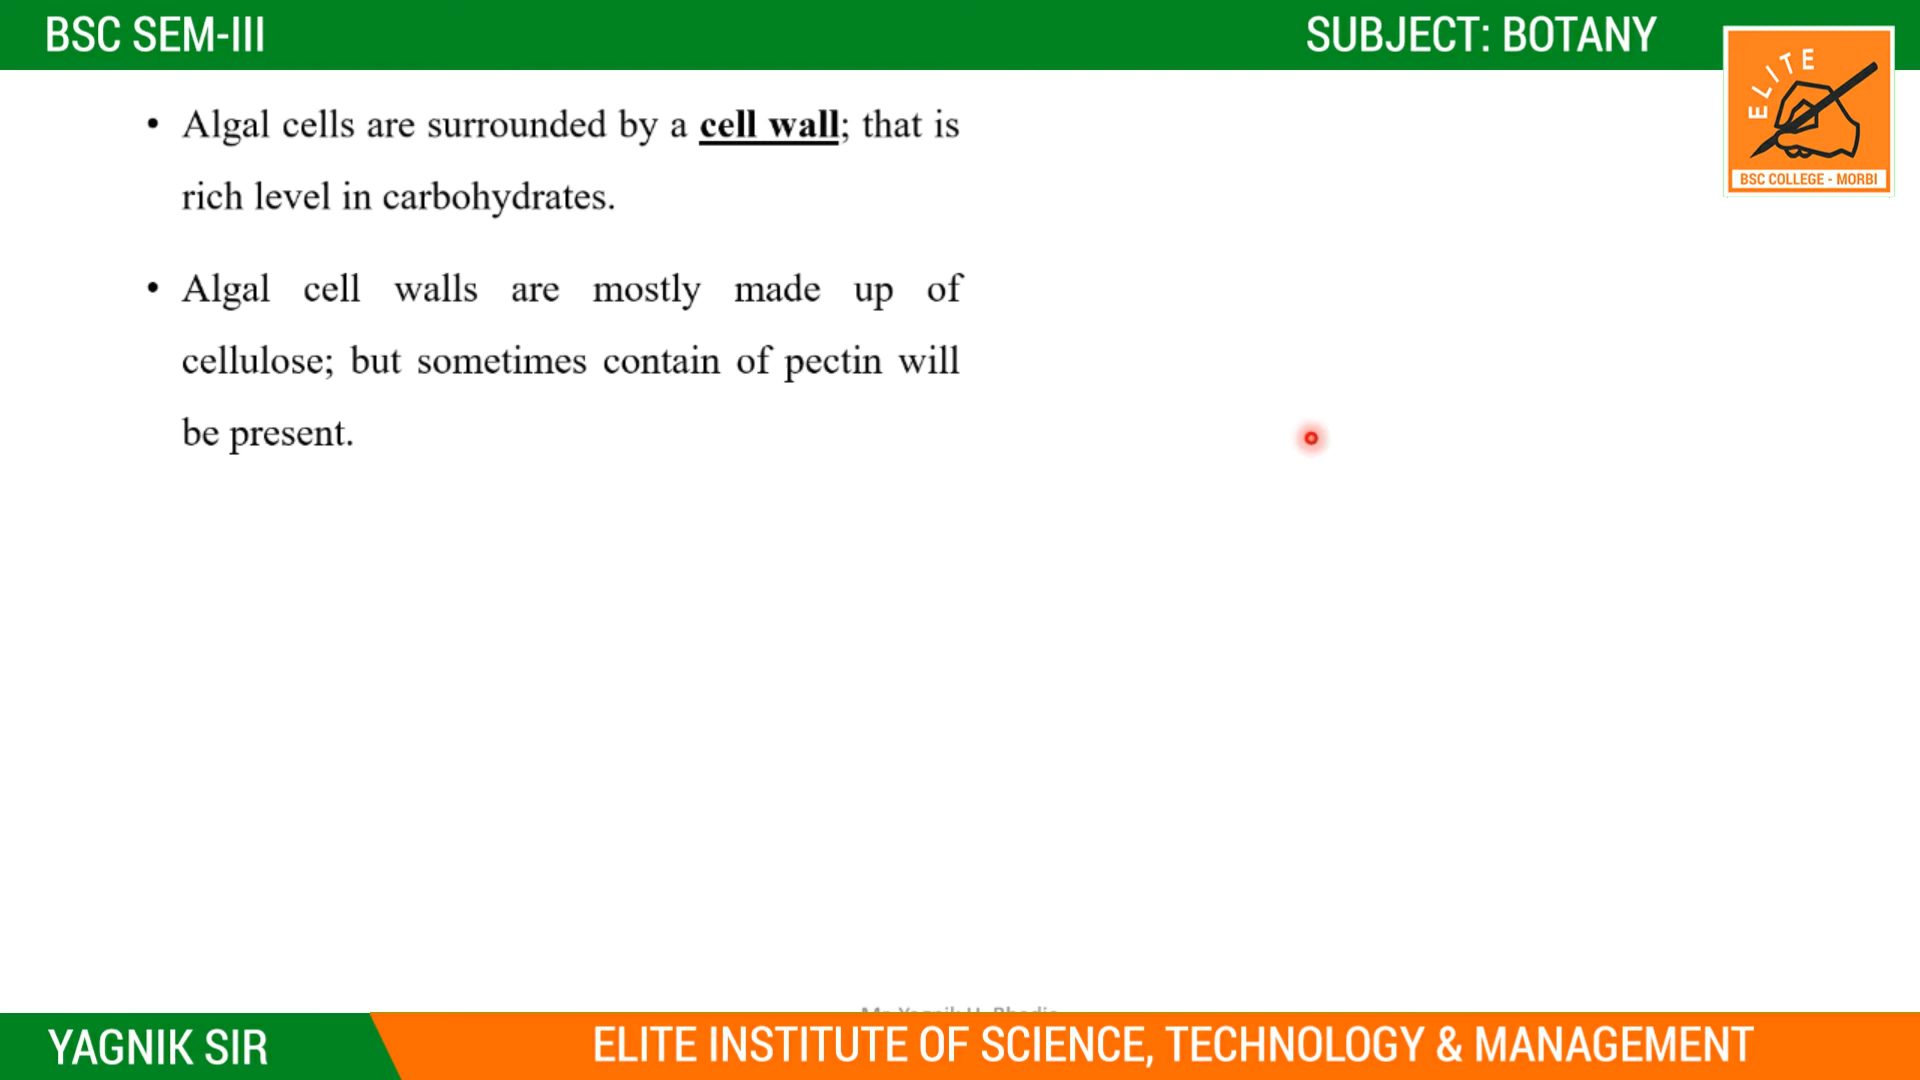 BSC SEM-III
SUBJECT: BOTANY
ELITE
BSC COLLEGE - MORBI
• Algal cells are surrounded by a cell wall; that is
rich level in carbohydrates.
• Algal cell walls are mostly made up of
cellulose; but sometimes contain of pectin will
be present.
YAGNIK SIR
ELITE INSTITUTE OF SCIENCE, TECHNOLOGY & MANAGEMENT